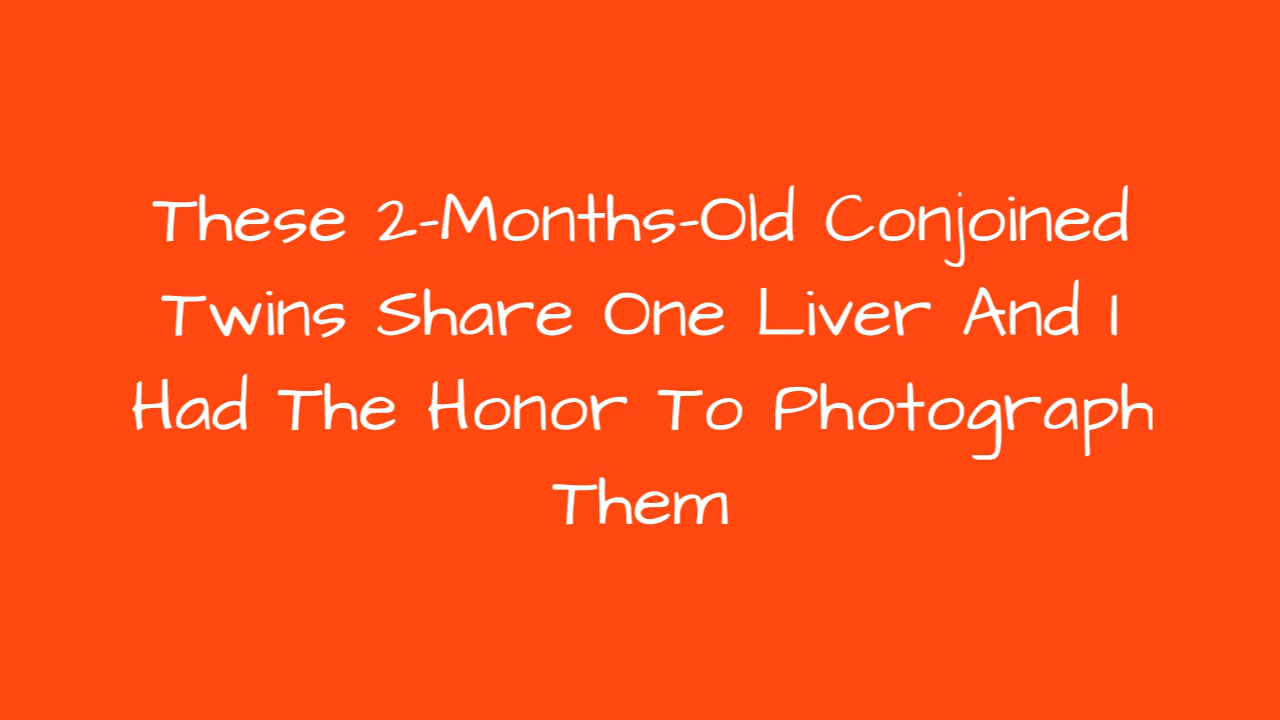 These 2-Months-Old Conjoined
Twins Share One Liver And I
Had The Honor To Photograph
Them